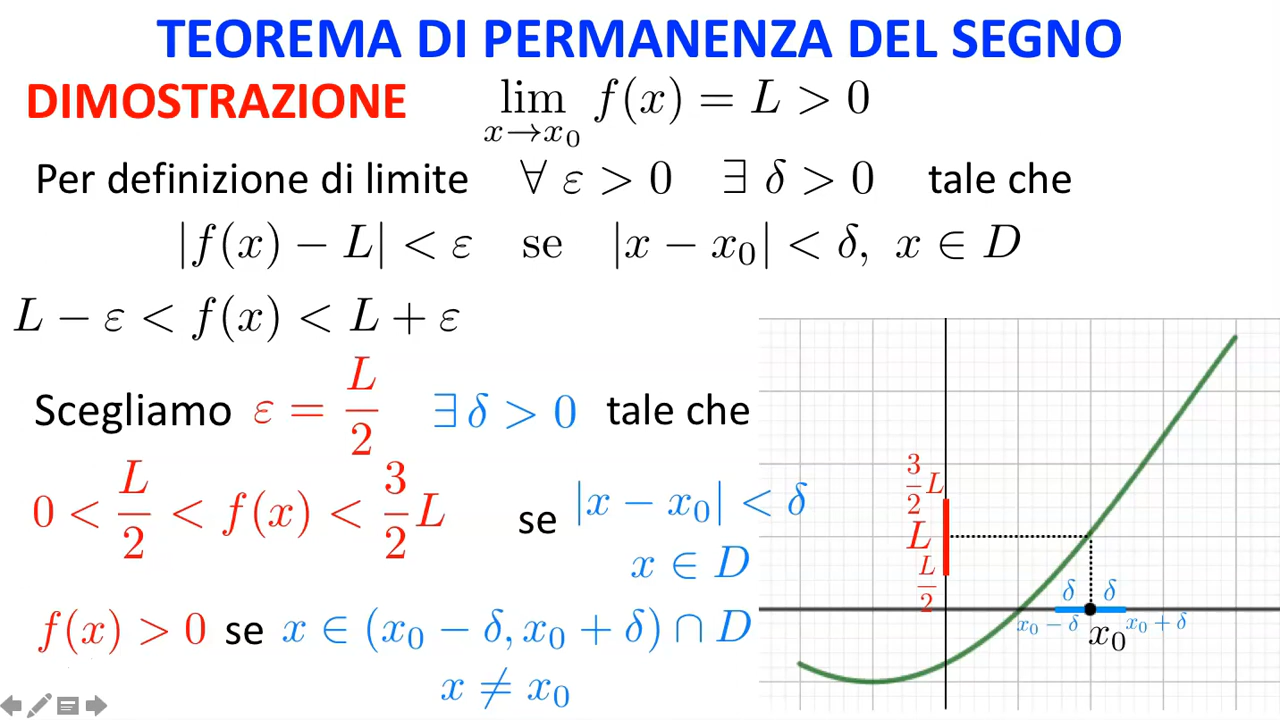 TEOREMA DI PERMANENZA DEL SEGNO
DIMOSTRAZIONE lim x→x₀ f(x) = L > 0
Per definizione di limite ∀ ε > 0 ∃ δ > 0 tale che
|f(x) − L| < ε se |x − x₀| < δ, x ∈ D
L − ε < f(x) < L + ε
Scegliamo ε = L/2 ∃ δ > 0 tale che
0 < L/2 < f(x) < 3/2 L se |x − x₀| < δ
x ∈ D
f(x) > 0 se x ∈ (x₀ − δ, x₀ + δ) ∩ D
x ≠ x₀
3/2 L
L
L/2
δ δ
x₀ − δ x₀ x₀ + δ